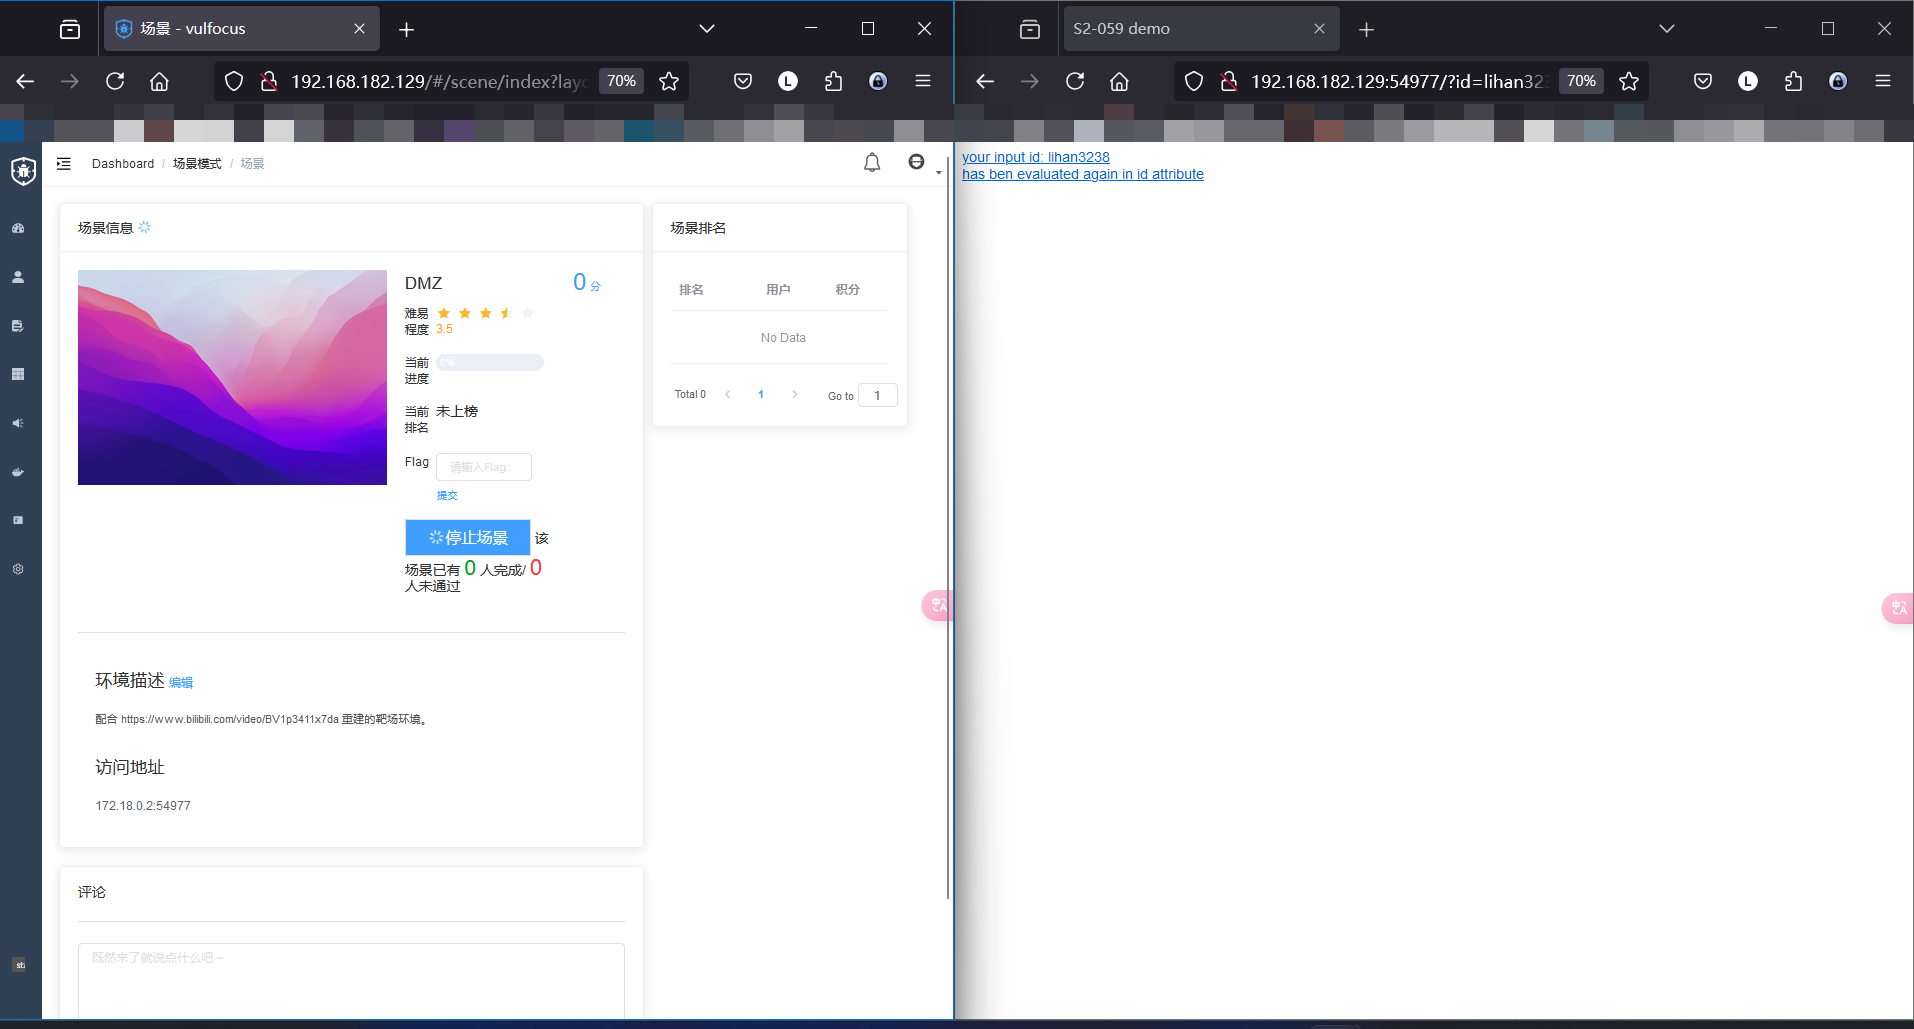 场景 - vulfocus
192.168.182.129/#/scene/index?layo
70%
L
Dashboard / 场景模式 / 场景
场景信息
DMZ
0 分
难易程度
3.5
当前进度
0%
当前排名
未上榜
Flag
请输入Flag:
提交
停止场景 该
场景已有 0 人完成/ 0
人未通过
环境描述 编辑
配合 https://www.bilibili.com/video/BV1p3411x7da 重建的靶场环境。
访问地址
172.18.0.2:54977
评论
既然来了就说点什么吧~
场景排名
排名 用户 积分
No Data
Total 0
1
Go to 1
st
中A
S2-059 demo
192.168.182.129:54977/?id=lihan323
70%
L
your input id: lihan3238
has ben evaluated again in id attribute
中A